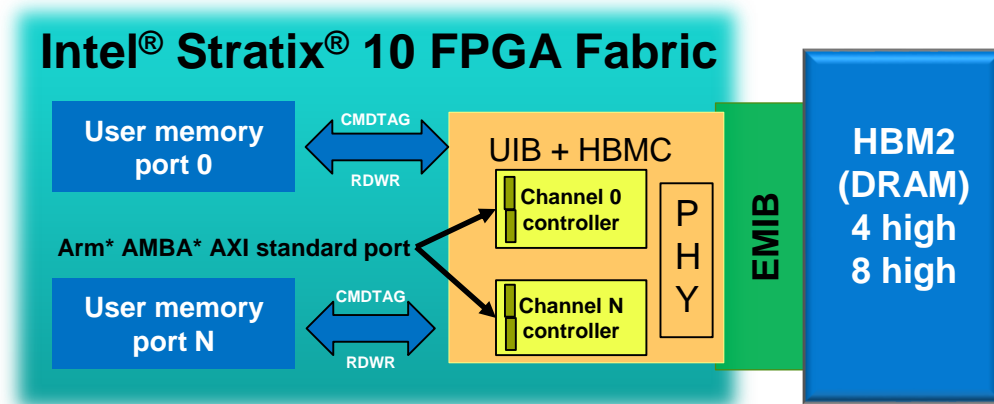 Intel® Stratix® 10 FPGA Fabric
User memory
port 0
CMDTAG
RDWR
UIB + HBMC
Channel 0
controller
P
H
Y
EMIB
HBM2
(DRAM)
4 high
8 high
Arm* AMBA* AXI standard port
User memory
port N
CMDTAG
RDWR
Channel N
controller